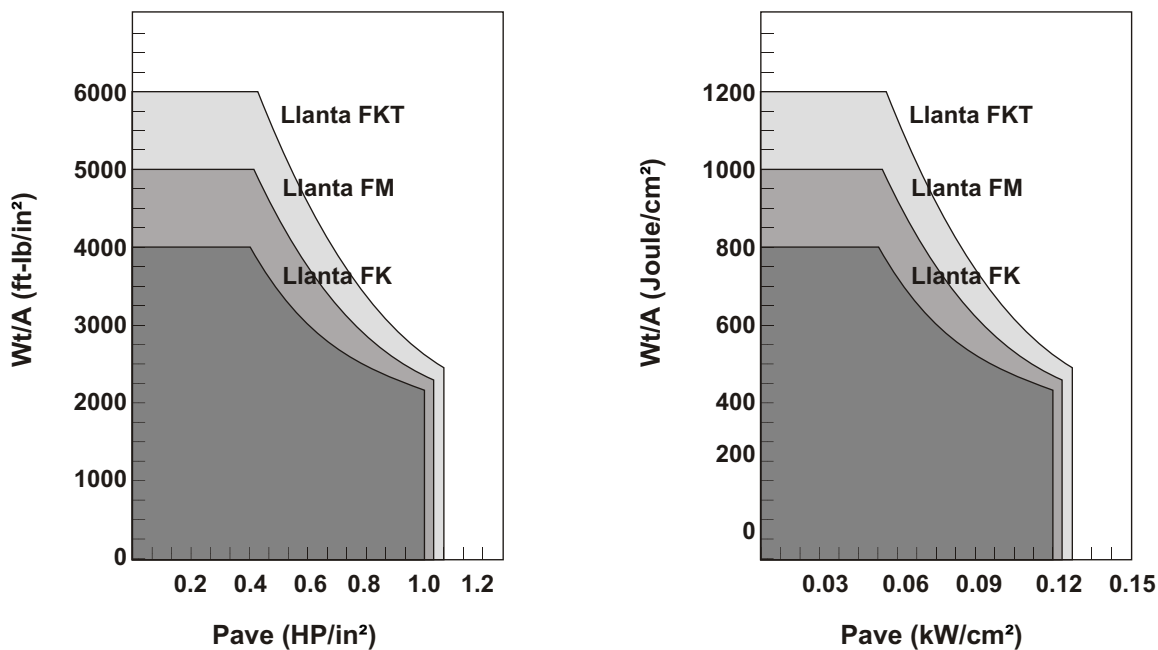 Wt/A (ft-lb/in²)
6000
5000
4000
3000
2000
1000
0
Llanta FKT
Llanta FM
Llanta FK
0.2 0.4 0.6 0.8 1.0 1.2
Pave (HP/in²)
Wt/A (Joule/cm²)
1200
1000
800
600
400
200
0
Llanta FKT
Llanta FM
Llanta FK
0.03 0.06 0.09 0.12 0.15
Pave (kW/cm²)